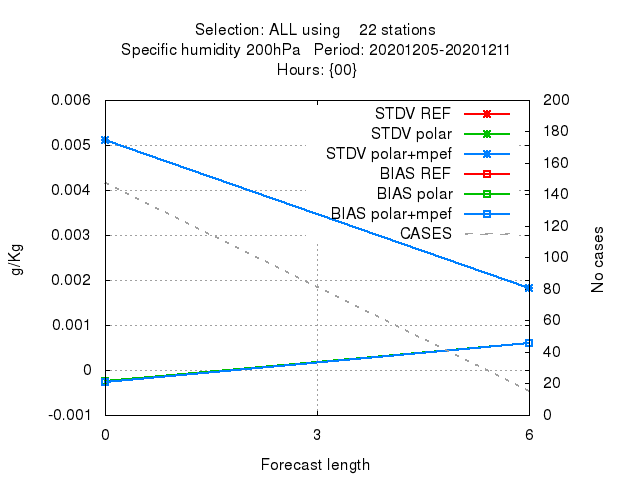 Selection: ALL using    22 stations
Specific humidity 200hPa   Period: 20201205-20201211
Hours: {00}
STDV REF
STDV polar
STDV polar+mpef
BIAS REF
BIAS polar
BIAS polar+mpef
CASES
0.006
0.005
0.004
0.003
0.002
0.001
0
-0.001
200
180
160
140
120
100
80
60
40
20
0
g/Kg
No cases
0
3
6
Forecast length